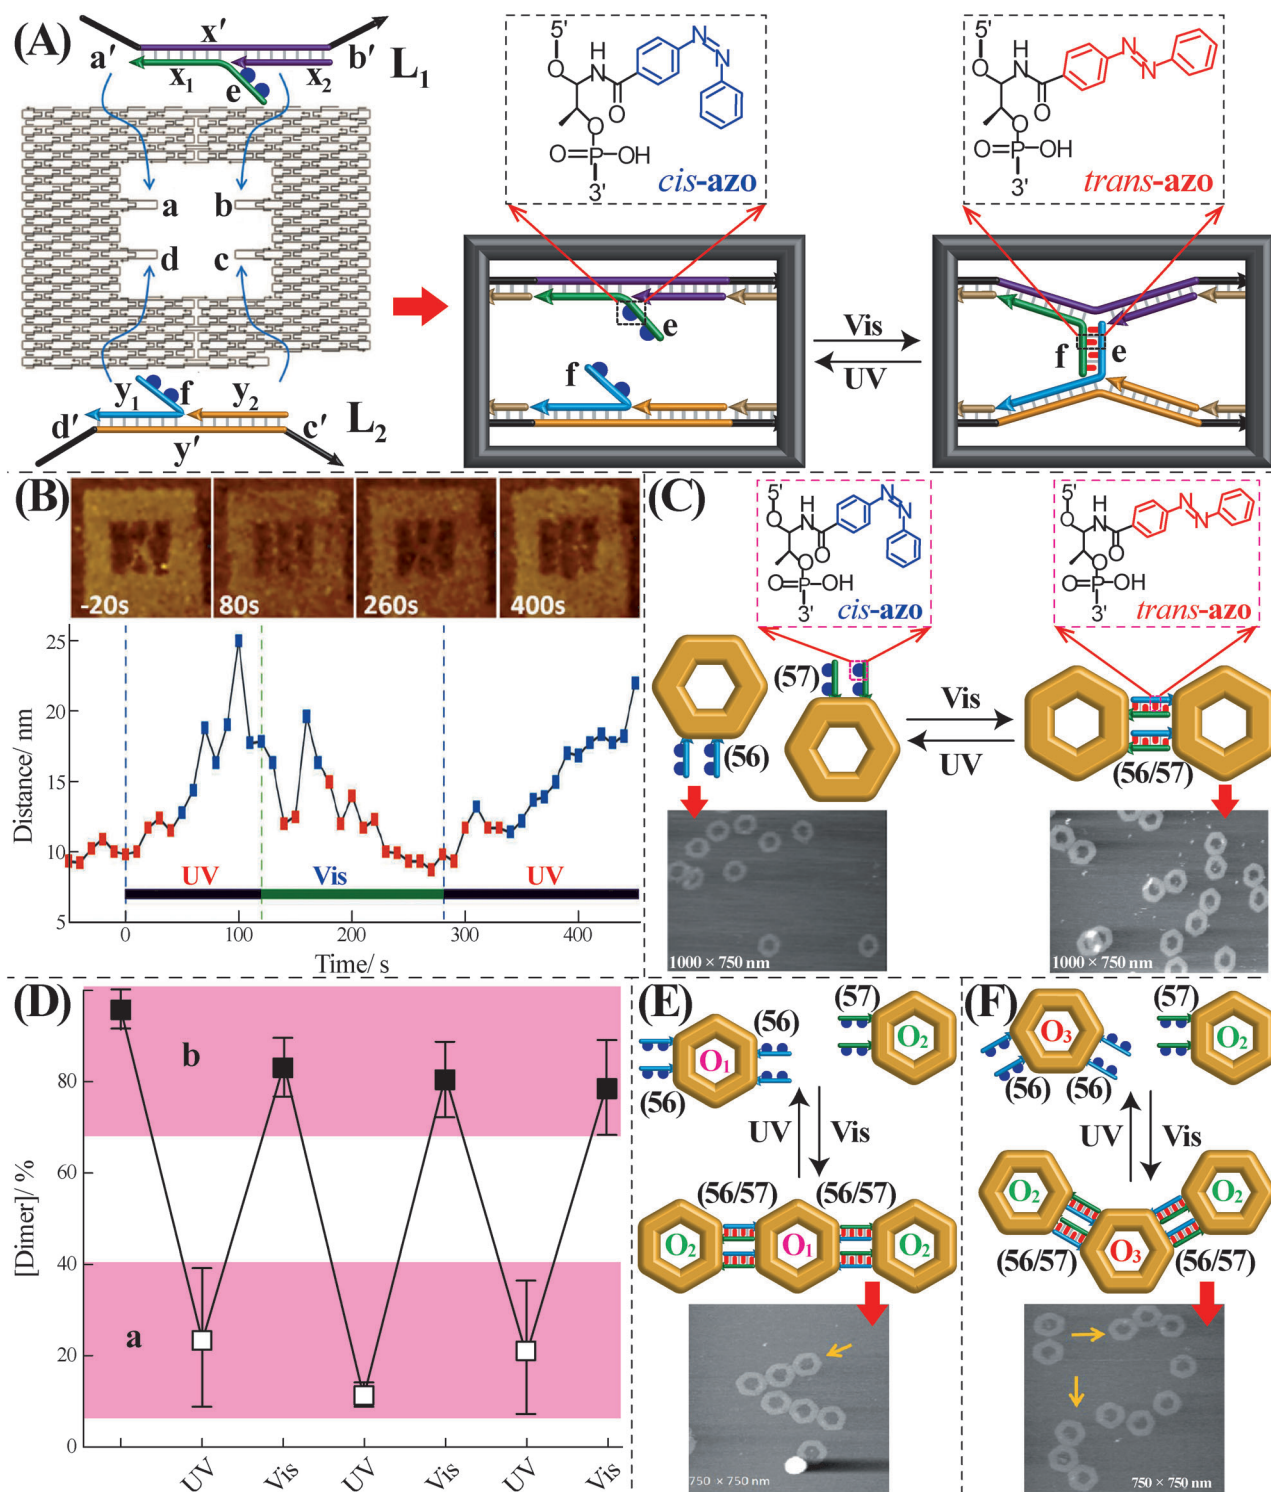 (A)
x′
a′
b′
L1
x1
x2
e
a
b
d
c
f
y1
y2
d′
c′
L2
y′
5'
O
H
N
O
N
N
O
O=P-OH
3'
cis-azo
5'
O
H
N
O
N
N
O
O=P-OH
3'
trans-azo
e
f
Vis
UV
f
e
(B)
-20s
80s
260s
400s
25
20
15
10
5
Distance/ nm
UV
Vis
UV
0
100
200
300
400
Time/ s
(C)
5'
O
H
N
O
N
N
O
O=P-OH
3'
cis-azo
5'
O
H
N
O
N
N
O
O=P-OH
3'
trans-azo
(57)
(56)
Vis
UV
(56/57)
1000 × 750 nm
1000 × 750 nm
(D)
80
60
40
20
0
[Dimer]/ %
b
a
UV
Vis
UV
Vis
UV
Vis
(E)
(57)
(56)
O1
O2
(56)
UV
Vis
(56/57)
(56/57)
O2
O1
O2
750 × 750 nm
(F)
(57)
O3
O2
(56)
(56)
UV
Vis
O2
O2
(56/57)
O3
(56/57)
750 × 750 nm